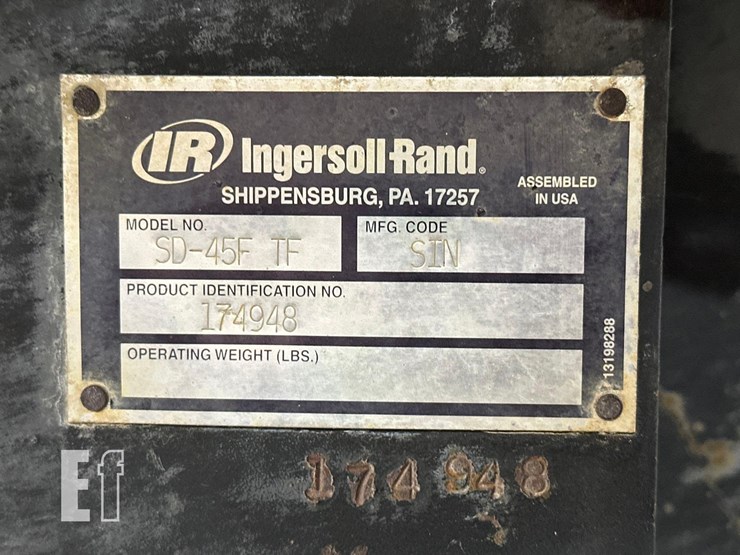 IR Ingersoll-Rand®
SHIPPENSBURG, PA. 17257
ASSEMBLED
IN USA
MODEL NO.
SD-45F TF
MFG. CODE
SIN
PRODUCT IDENTIFICATION NO.
174948
OPERATING WEIGHT (LBS.)
13198288
174948
Ef